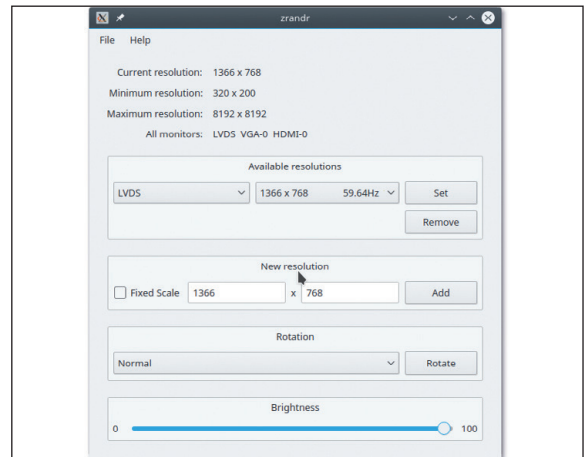 zrandr
File Help
Current resolution: 1366 x 768
Minimum resolution: 320 x 200
Maximum resolution: 8192 x 8192
All monitors: LVDS VGA-0 HDMI-0
Available resolutions
LVDS 1366 x 768 59.64Hz Set
Remove
New resolution
Fixed Scale 1366 x 768 Add
Rotation
Normal Rotate
Brightness
0 100